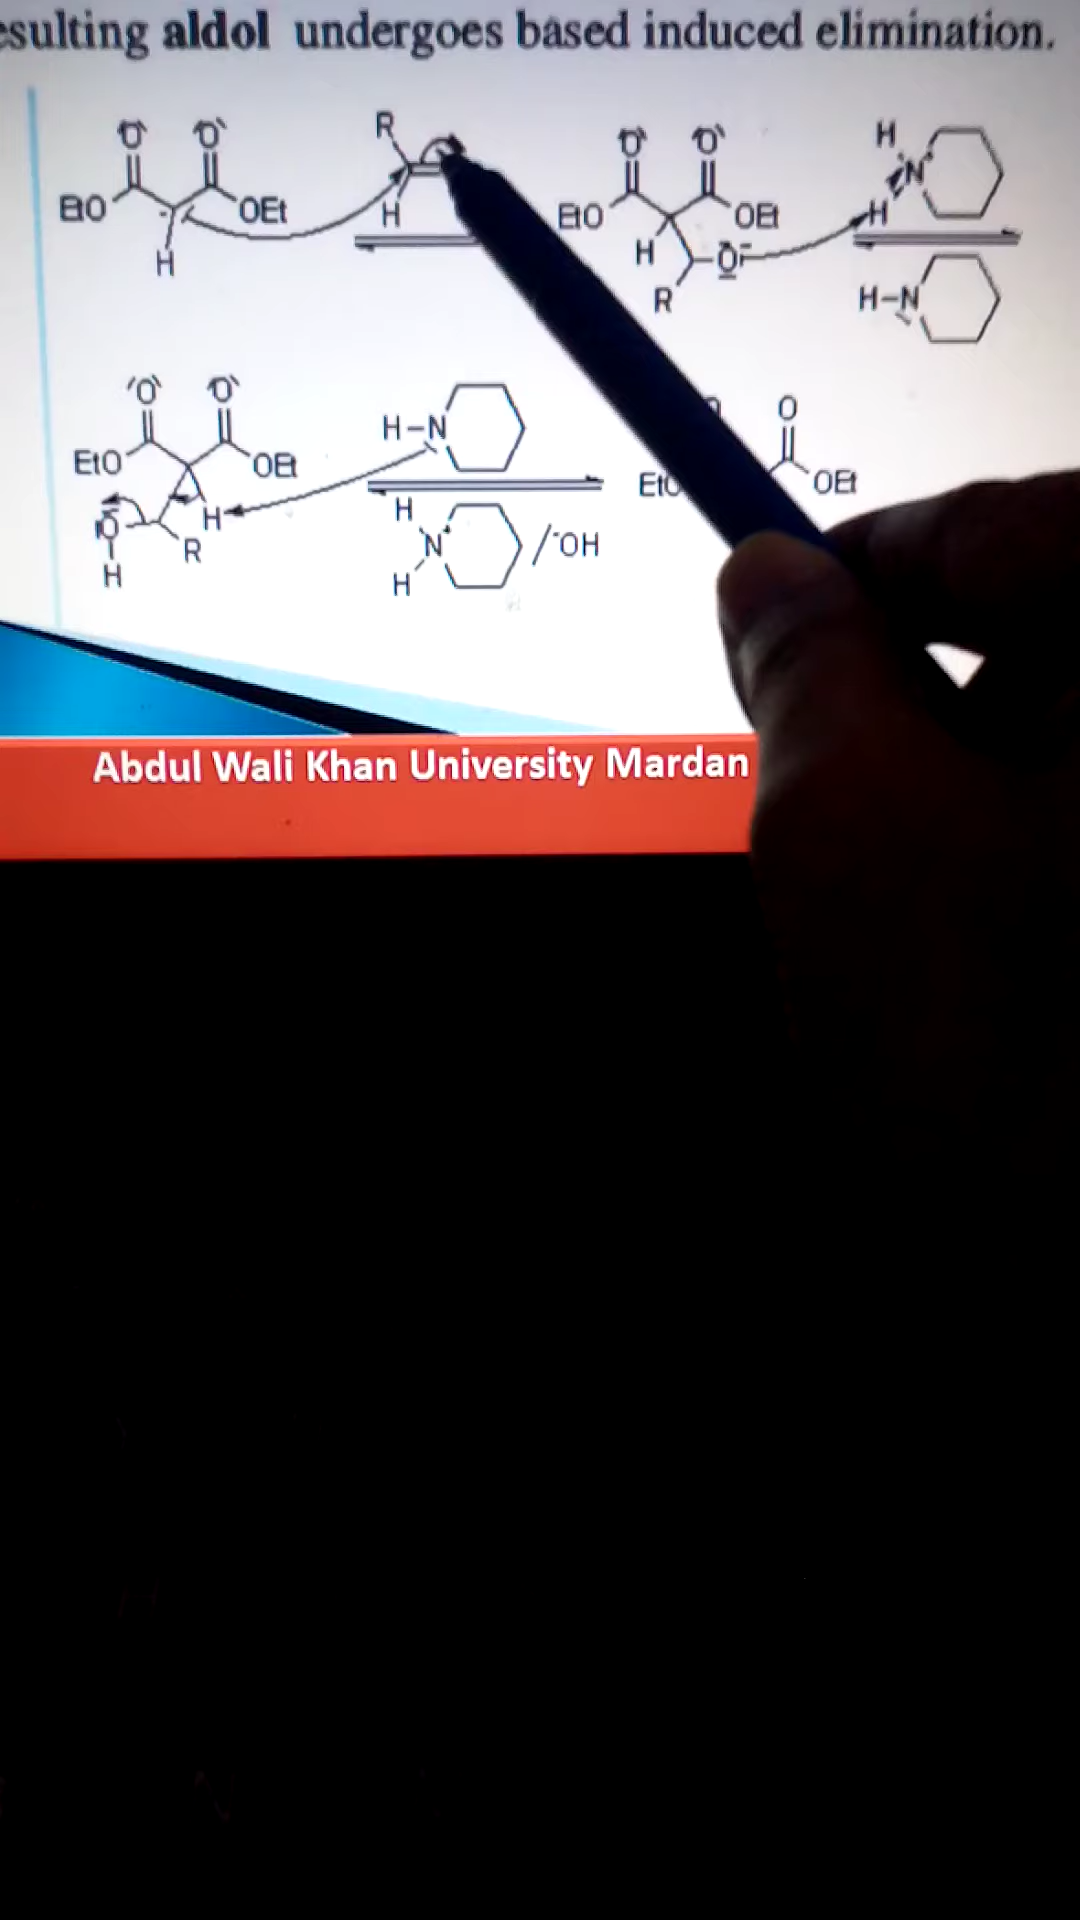 esulting aldol undergoes based induced elimination.
O O R O O H
N
EtO OEt H EtO OEt H
H H O
R H-N
O O H-N O
EtO OEt EtO OEt
O H H
R N /⁻OH
H H
Abdul Wali Khan University Mardan